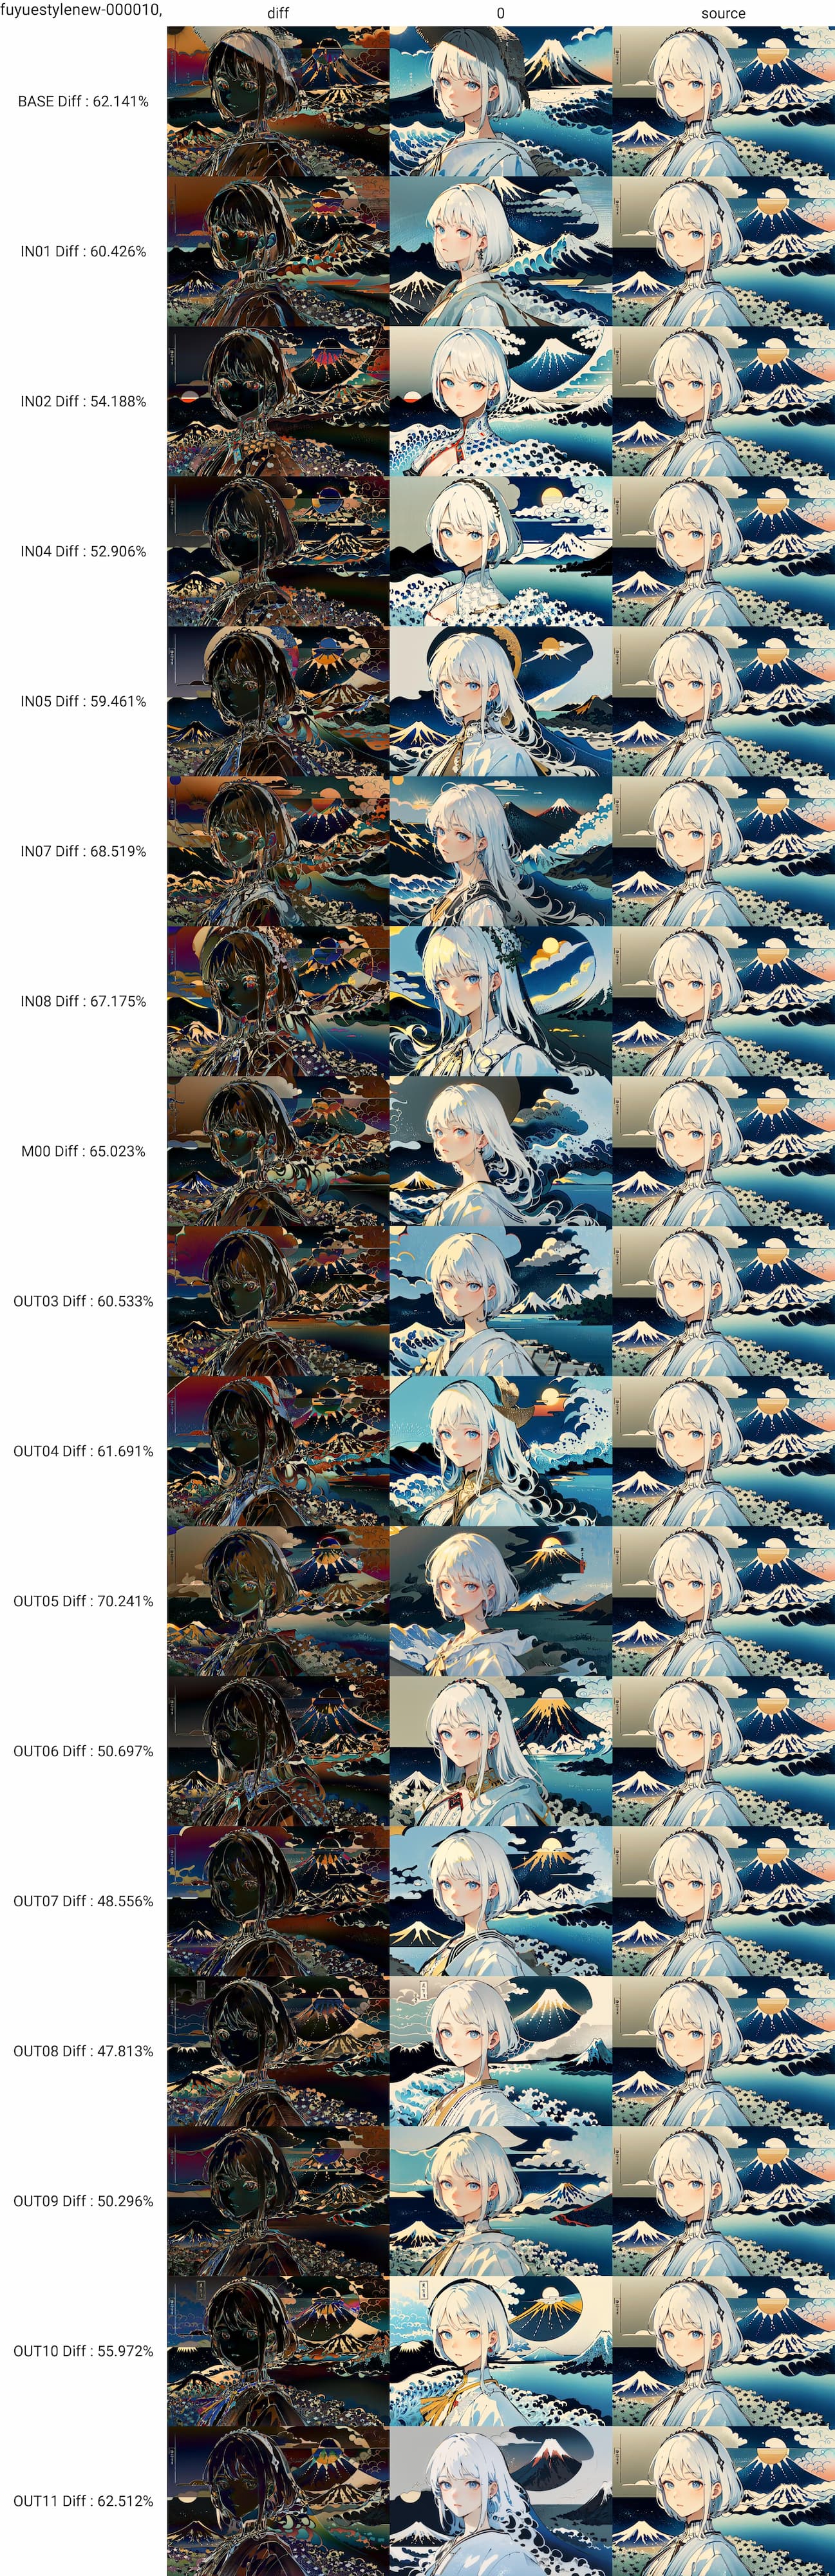 fuyuestylenew-000010,
diff 0 source
BASE Diff : 62.141%
IN01 Diff : 60.426%
IN02 Diff : 54.188%
IN04 Diff : 52.906%
IN05 Diff : 59.461%
IN07 Diff : 68.519%
IN08 Diff : 67.175%
M00 Diff : 65.023%
OUT03 Diff : 60.533%
OUT04 Diff : 61.691%
OUT05 Diff : 70.241%
OUT06 Diff : 50.697%
OUT07 Diff : 48.556%
OUT08 Diff : 47.813%
OUT09 Diff : 50.296%
OUT10 Diff : 55.972%
OUT11 Diff : 62.512%